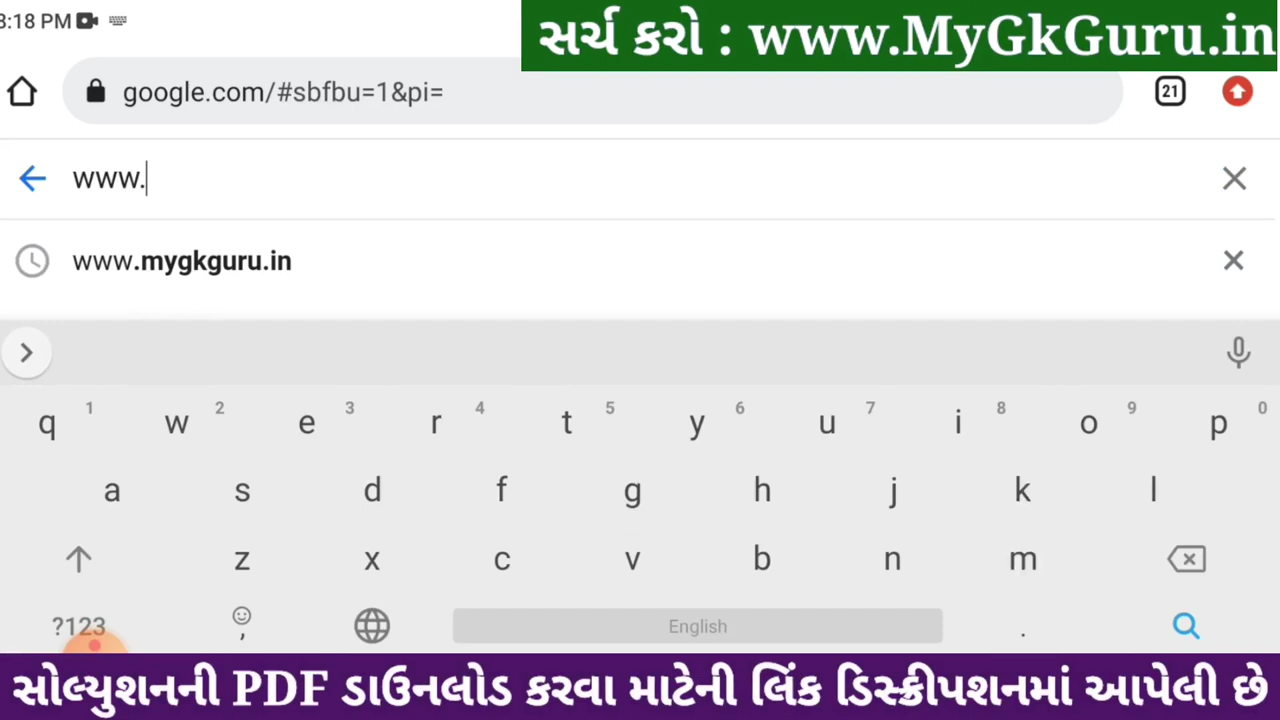 8:18 PM
સર્ચ કરો : www.MyGkGuru.in
google.com/#sbfbu=1&pi=
21
www.
www.mygkguru.in
q 1 w 2 e 3 r 4 t 5 y 6 u 7 i 8 o 9 p 0
a s d f g h j k l
z x c v b n m
?123 , English .
સોલ્યુશનની PDF ડાઉનલોડ કરવા માટેની લિંક ડિસ્ક્રીપશનમાં આપેલી છે